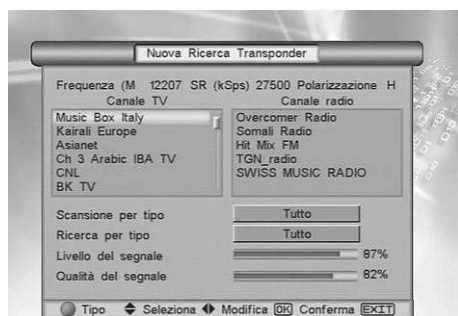 Nuova Ricerca Transponder
Frequenza (M 12207 SR (kSps) 27500 Polarizzazione H
Canale TV
Canale radio
Music Box Italy
Kairali Europe
Asianet
Ch 3 Arabic IBA TV
CNL
BK TV
Overcomer Radio
Somali Radio
Hit Mix FM
TGN_radio
SWISS MUSIC RADIO
Scansione per tipo Tutto
Ricerca per tipo Tutto
Livello del segnale 87%
Qualità del segnale 82%
Tipo Seleziona Modifica OK Conferma EXIT